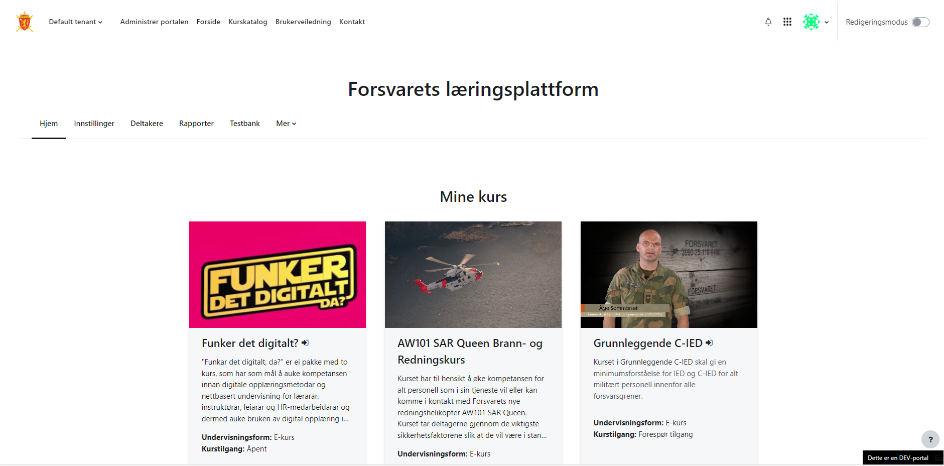 Default tenant
Administrer portalen
Forside
Kurskatalog
Brukerveiledning
Kontakt
Redigeringsmodus
Forsvarets læringsplattform
Hjem
Innstillinger
Deltakere
Rapporter
Testbank
Mer
Mine kurs
FUNKER
DET DIGITALT
DA?
Funker det digitalt?
"Funkar det digitalt, da?" er ei pakke med to
kurs, som har som mål å auke kompetansen
innan digitale opplæringsmetodar og
nettbasert undervisning for lærarar,
instruktørar, leiarar og HR-medarbeidarar og
dermed auke bruken av digital opplæring i...
Undervisningsform: E-kurs
Kurstilgang: Åpent
AW101 SAR Queen Brann- og
Redningskurs
Kurset har til hensikt å øke kompetansen for
alt personell som i sin tjeneste vil eller kan
komme i kontakt med Forsvarets nye
redningshelikopter AW101 SAR Queen.
Kurset tar deltagerne gjennom de viktigste
sikkerhetsfaktorene slik at de vil være i stan...
Undervisningsform: E-kurs
FORSVARET
Grunnleggende C-IED
Kurset i Grunnleggende C-IED skal gi en
minimumsforståelse for IED og C-IED for alt
militært personell innenfor alle
forsvarsgrener.
Undervisningsform: E-kurs
Kurstilgang: Forespør tilgang
?
Dette er en DEV-portal